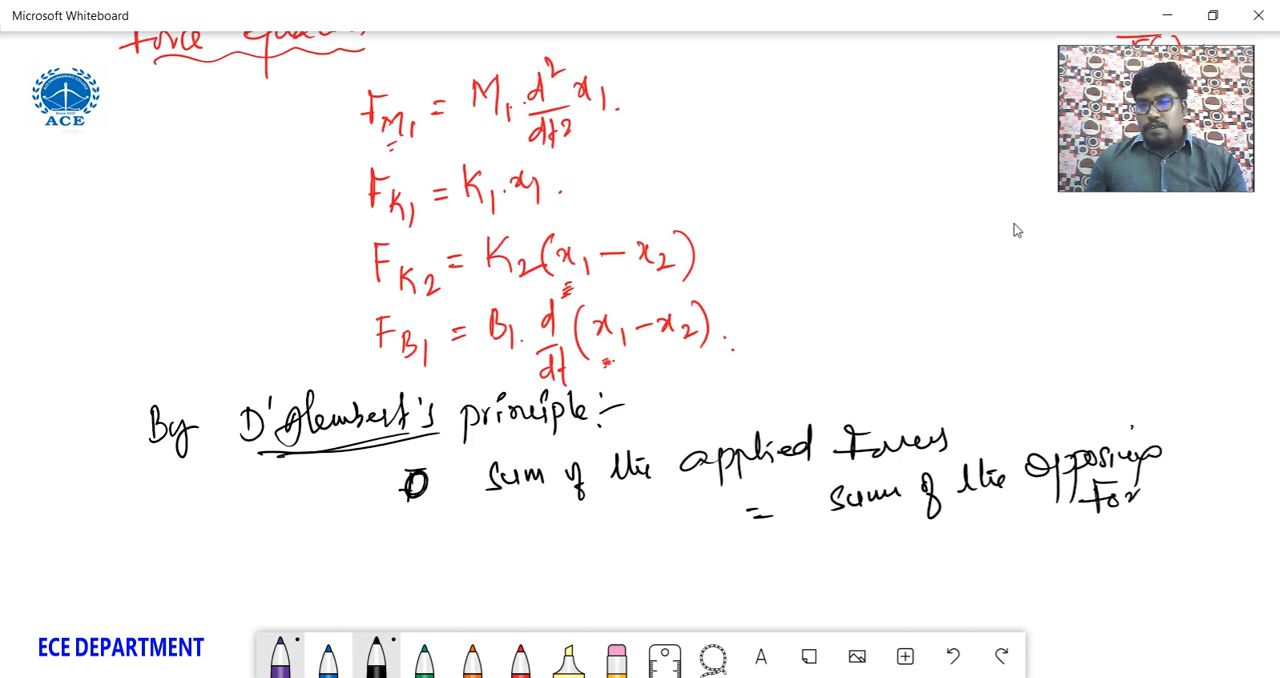 Microsoft Whiteboard
Force
ACE
F_M1 = M1 . d²/dt² x1 .
F_K1 = K1 . x1 .
F_K2 = K2 (x1 − x2)
F_B1 = B1 . d/dt (x1 − x2) .
By D'Alembert's principle :-
sum of the applied Forces
= sum of the opposing
For
ECE DEPARTMENT
A